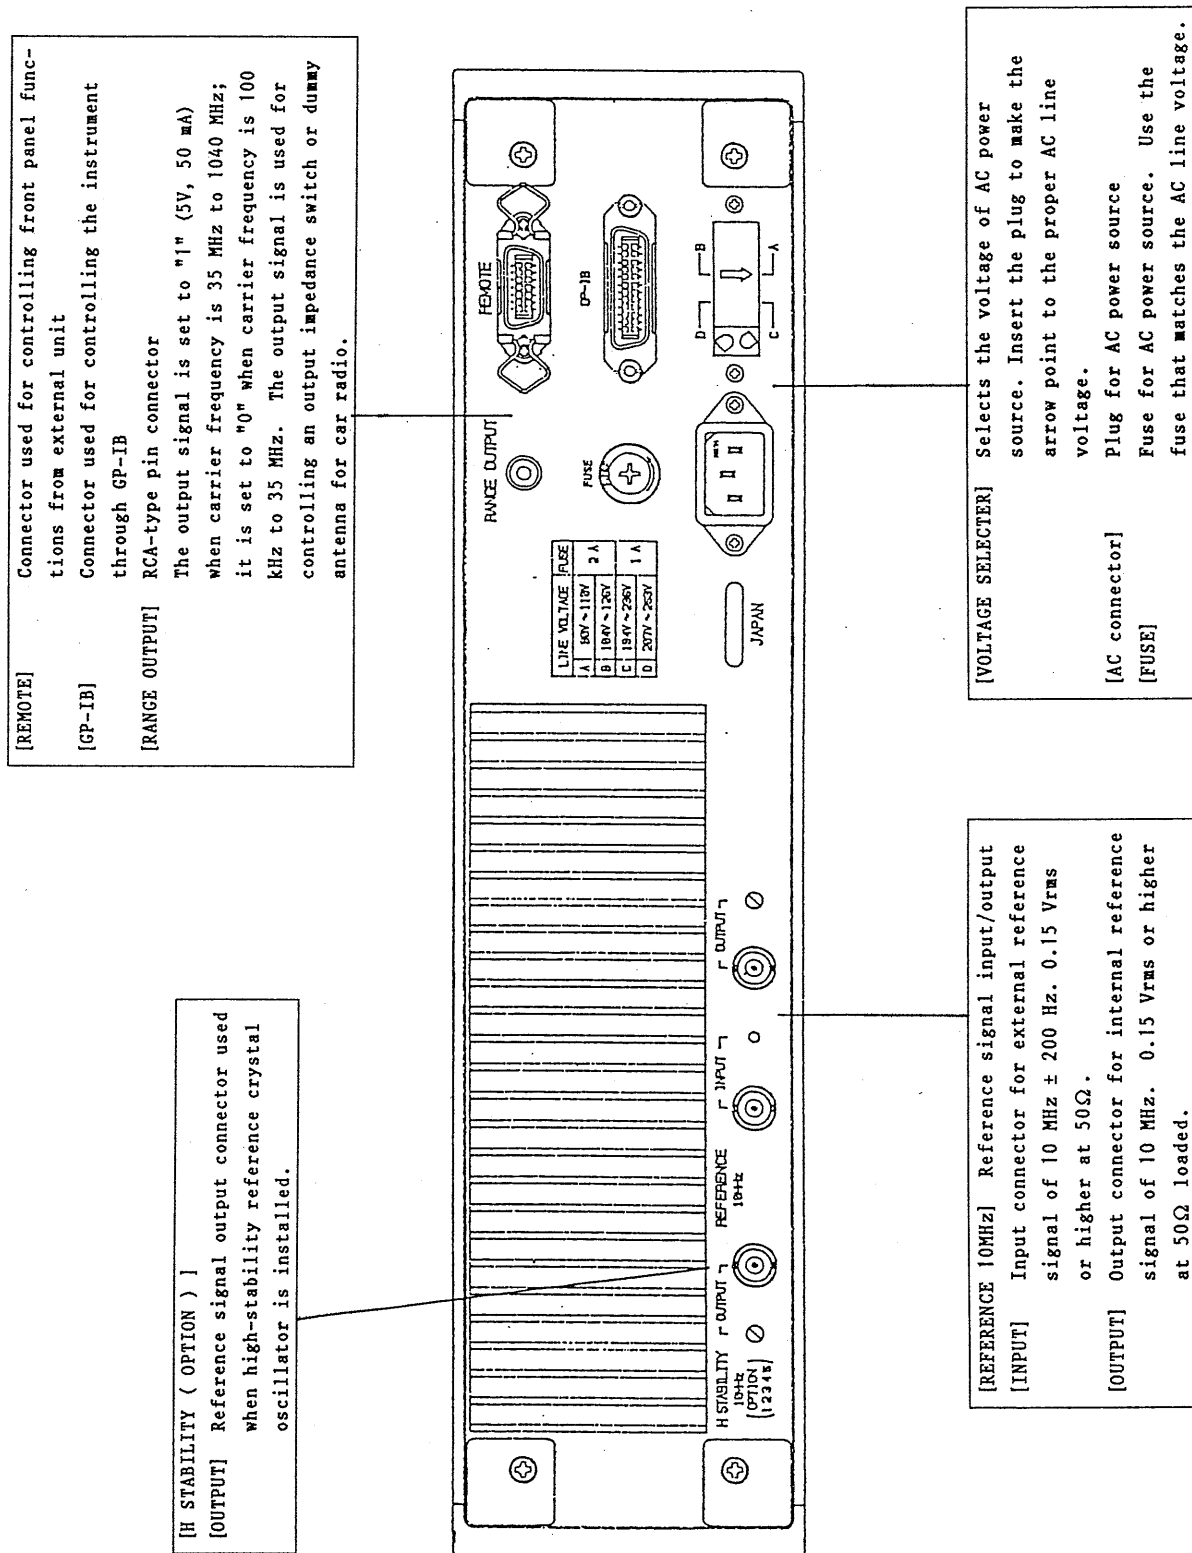 [H STABILITY ( OPTION ) ]
[OUTPUT] Reference signal output connector used
when high-stability reference crystal
oscillator is installed.
[REMOTE] Connector used for controlling front panel func-
tions from external unit
[GP-IB] Connector used for controlling the instrument
through GP-IB
[RANGE OUTPUT] RCA-type pin connector
The output signal is set to "1" (5V, 50 mA)
when carrier frequency is 35 MHz to 1040 MHz;
it is set to "0" when carrier frequency is 100
kHz to 35 MHz. The output signal is used for
controlling an output impedance switch or dummy
antenna for car radio.
REMOTE
RANGE OUTPUT
GP-IB
FUSE
LINE VOLTAGE FUSE
A 90V ~ 110V 2 A
B 104V ~ 126V
C 194V ~ 236V 1 A
D 207V ~ 253V
D B
C A
JAPAN
H STABILITY OUTPUT
10MHz
(OPTION)
(1 2 3 4 5)
REFERENCE
10MHz
INPUT
OUTPUT
[REFERENCE 10MHz] Reference signal input/output
[INPUT] Input connector for external reference
signal of 10 MHz ± 200 Hz. 0.15 Vrms
or higher at 50Ω.
[OUTPUT] Output connector for internal reference
signal of 10 MHz. 0.15 Vrms or higher
at 50Ω loaded.
[VOLTAGE SELECTER] Selects the voltage of AC power
source. Insert the plug to make the
arrow point to the proper AC line
voltage.
[AC connector] Plug for AC power source
[FUSE] Fuse for AC power source. Use the
fuse that matches the AC line voltage.